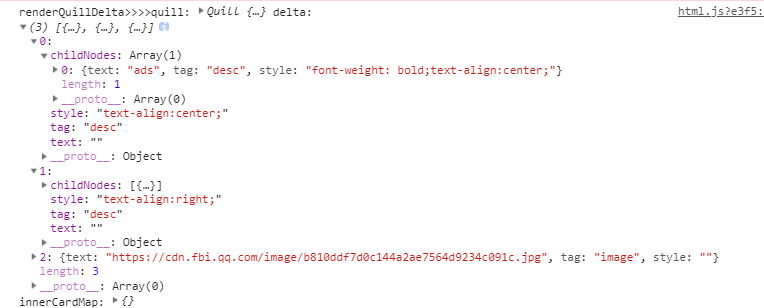 renderQuillDelta>>>>quill: ▶Quill {…} delta: html.js?e3f5:
▼(3) [{…}, {…}, {…}] i
▼0:
▼childNodes: Array(1)
▶0: {text: "ads", tag: "desc", style: "font-weight: bold;text-align:center;"}
length: 1
▶__proto__: Array(0)
style: "text-align:center;"
tag: "desc"
text: ""
▶__proto__: Object
▼1:
▶childNodes: [{…}]
style: "text-align:right;"
tag: "desc"
text: ""
▶__proto__: Object
▶2: {text: "https://cdn.fbi.qq.com/image/b810ddf7d0c144a2ae7564d9234c091c.jpg", tag: "image", style: ""}
length: 3
▶__proto__: Array(0)
innerCardMap: ▶{}